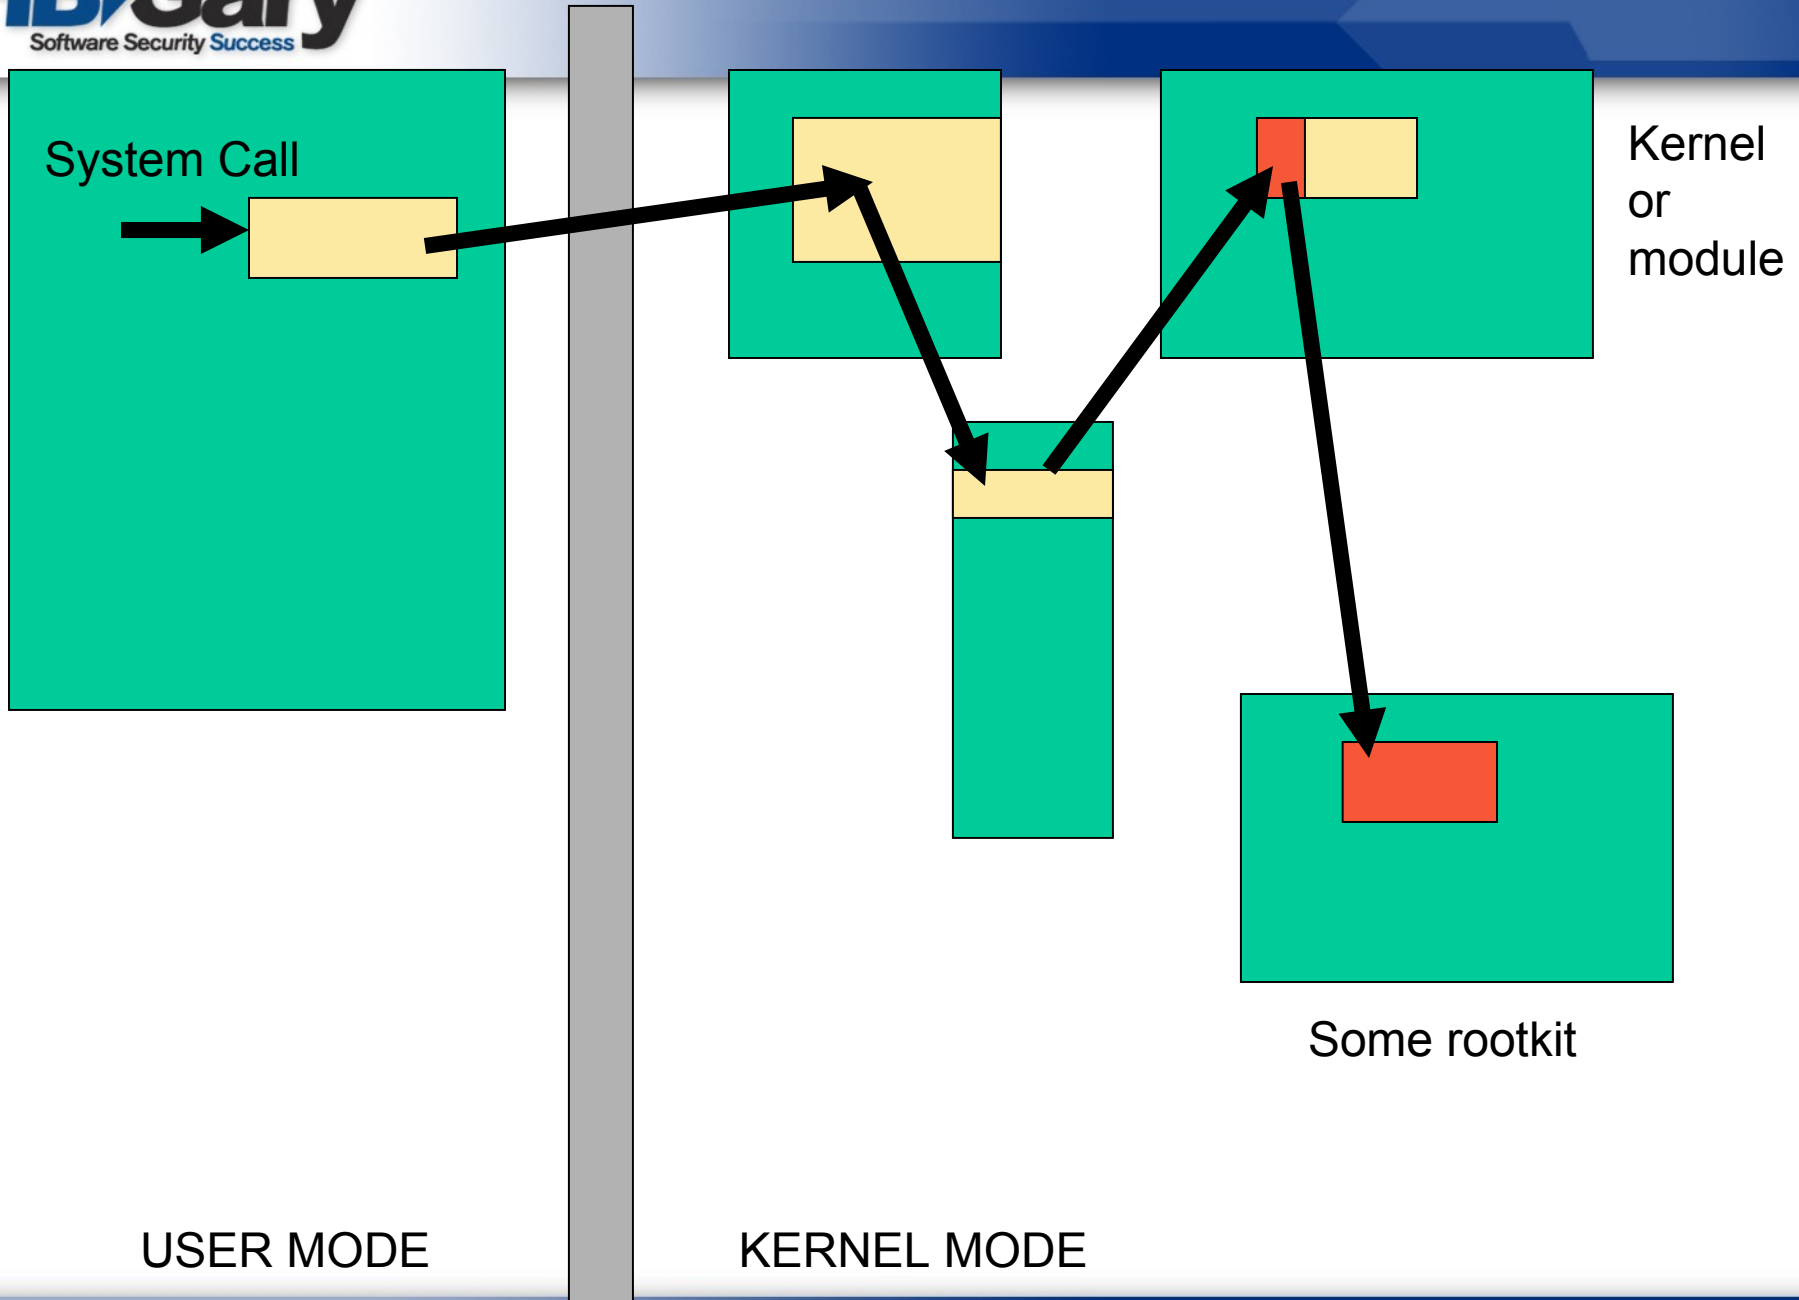 Software Security Success
System Call
Kernel
or
module
Some rootkit
USER MODE
KERNEL MODE